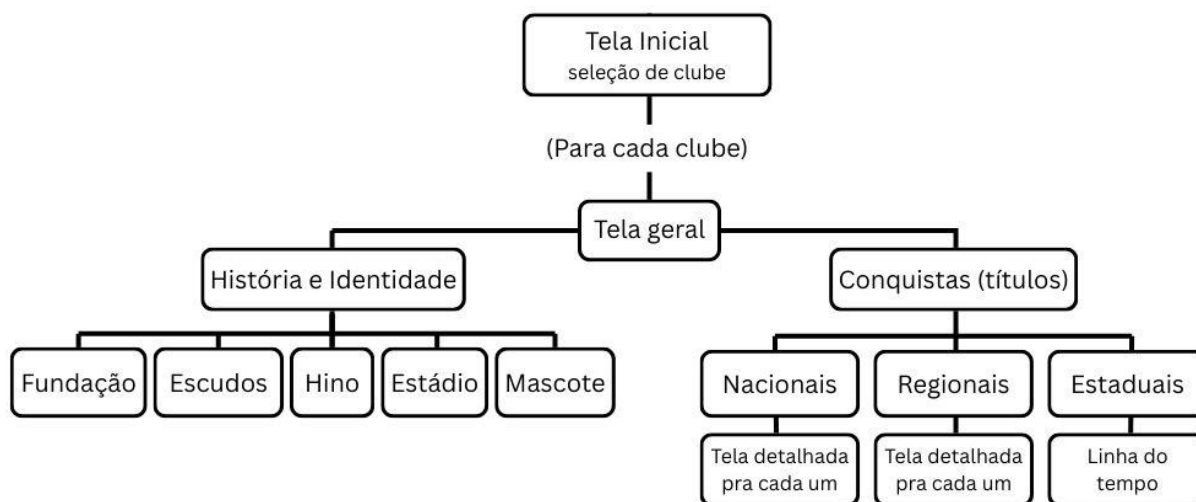 Tela Inicial
seleção de clube
(Para cada clube)
Tela geral
História e Identidade
Conquistas (títulos)
Fundação
Escudos
Hino
Estádio
Mascote
Nacionais
Regionais
Estaduais
Tela detalhada
pra cada um
Tela detalhada
pra cada um
Linha do
tempo